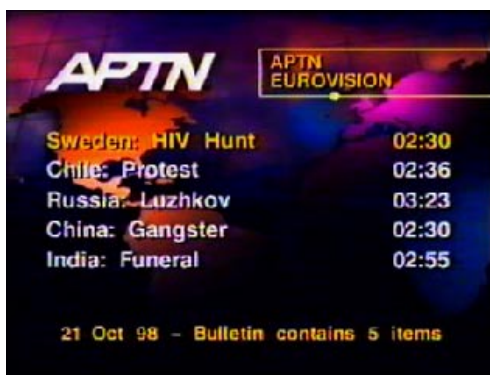 APTN
APTN
EUROVISION
Sweden: HIV Hunt 02:30
Chile: Protest 02:36
Russia: Luzhkov 03:23
China: Gangster 02:30
India: Funeral 02:55
21 Oct 98 - Bulletin contains 5 items